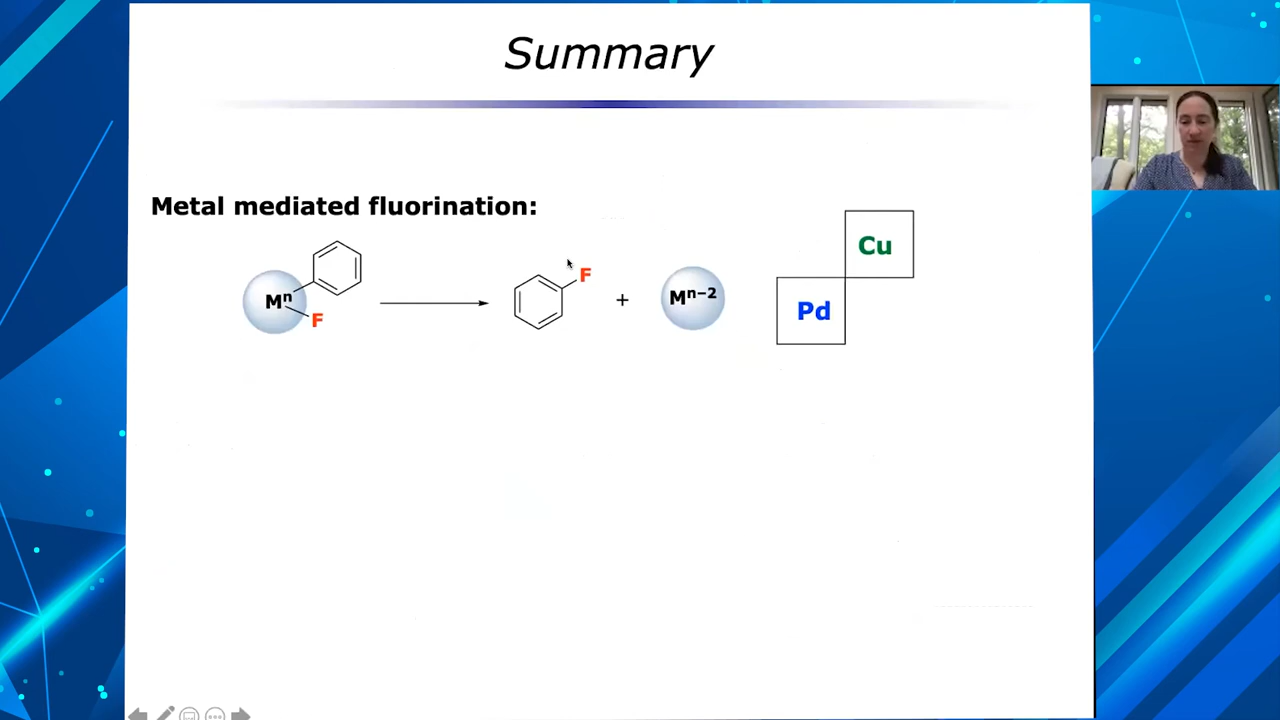 Summary
Metal mediated fluorination:
Mⁿ
F
F
+
Mⁿ⁻²
Cu
Pd